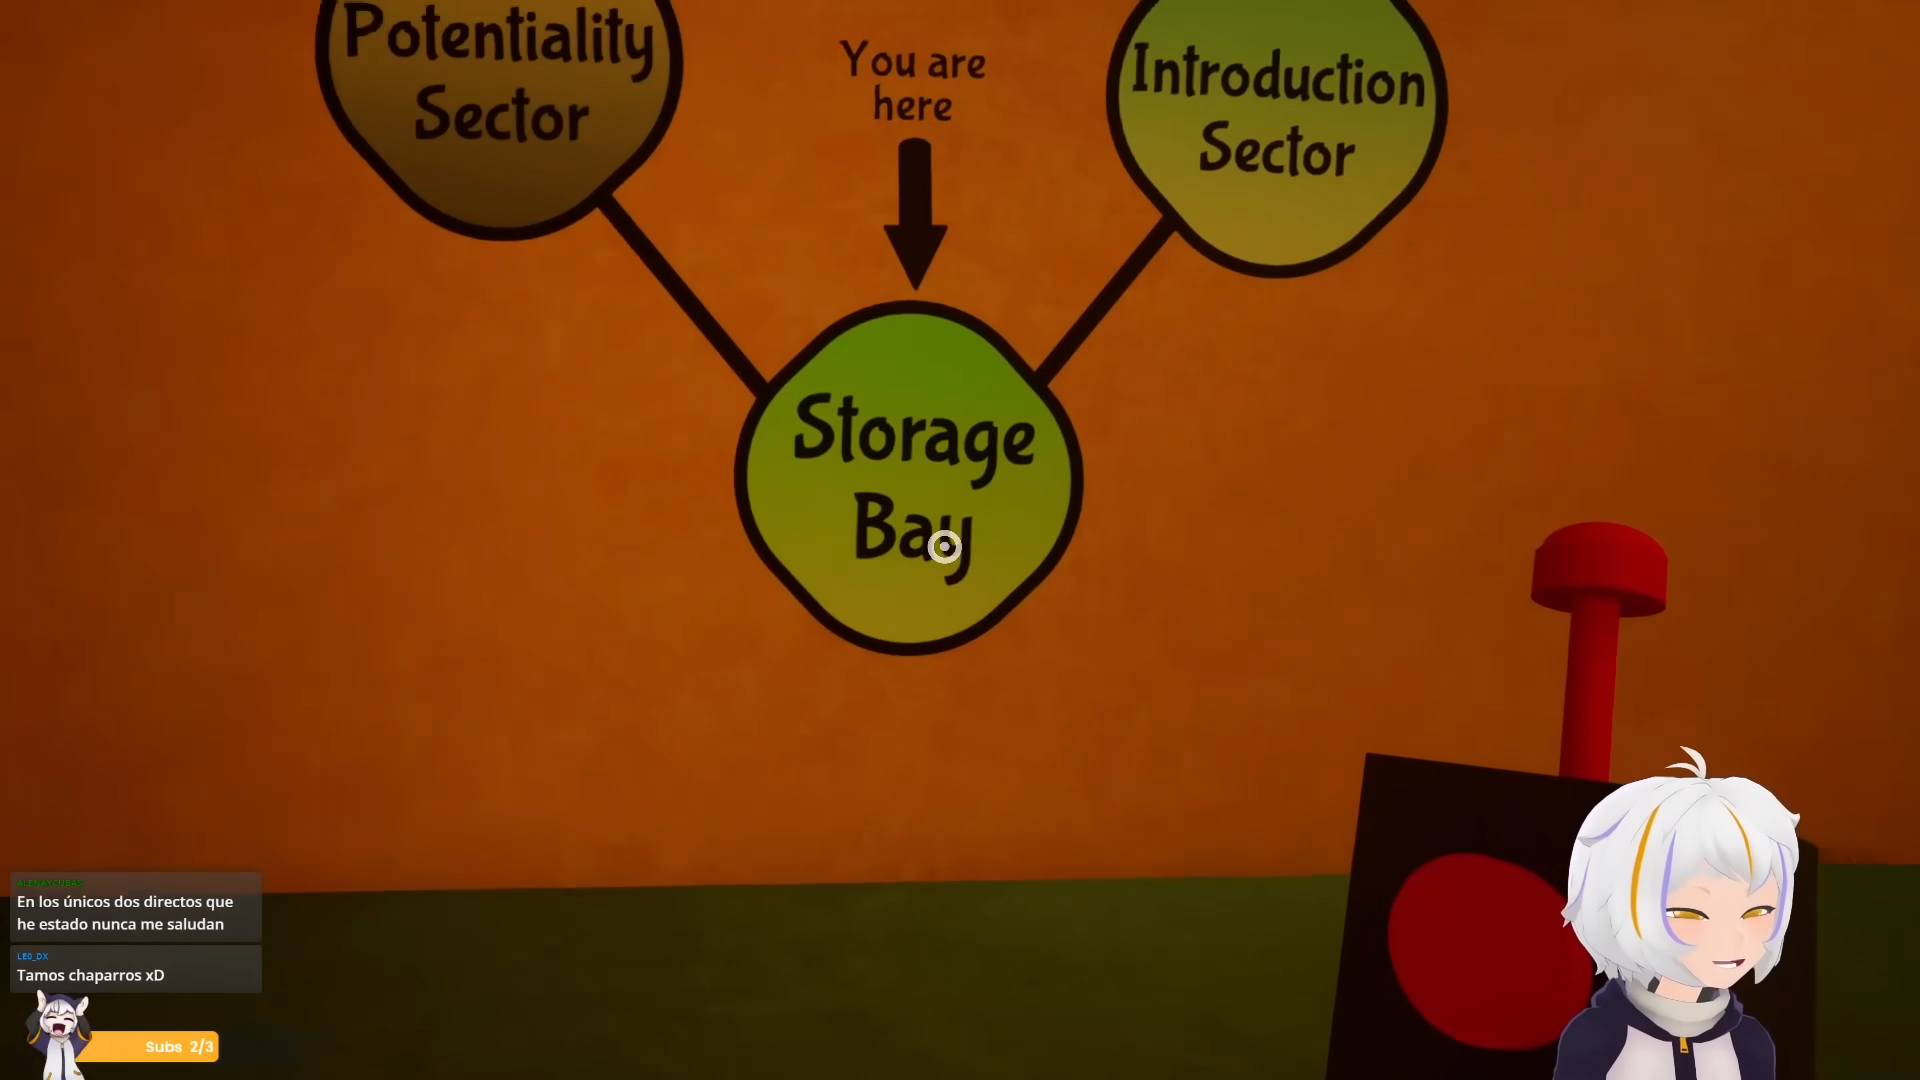 Potentiality
Sector
You are
here
Introduction
Sector
Storage
Bay
En los únicos dos directos que
he estado nunca me saludan
LE0_DX
Tamos chaparros xD
Subs 2/3